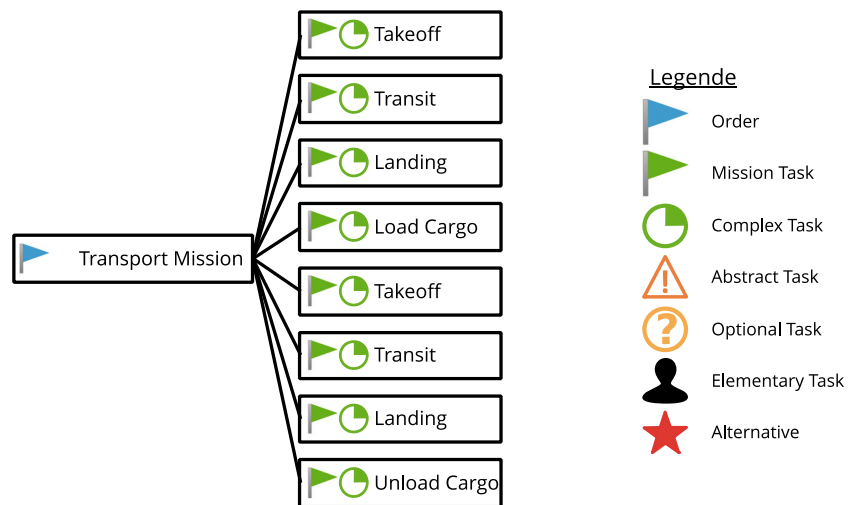 Takeoff
Transit
Landing
Load Cargo
Transport Mission
Takeoff
Transit
Landing
Unload Cargo
Legende
Order
Mission Task
Complex Task
Abstract Task
Optional Task
Elementary Task
Alternative